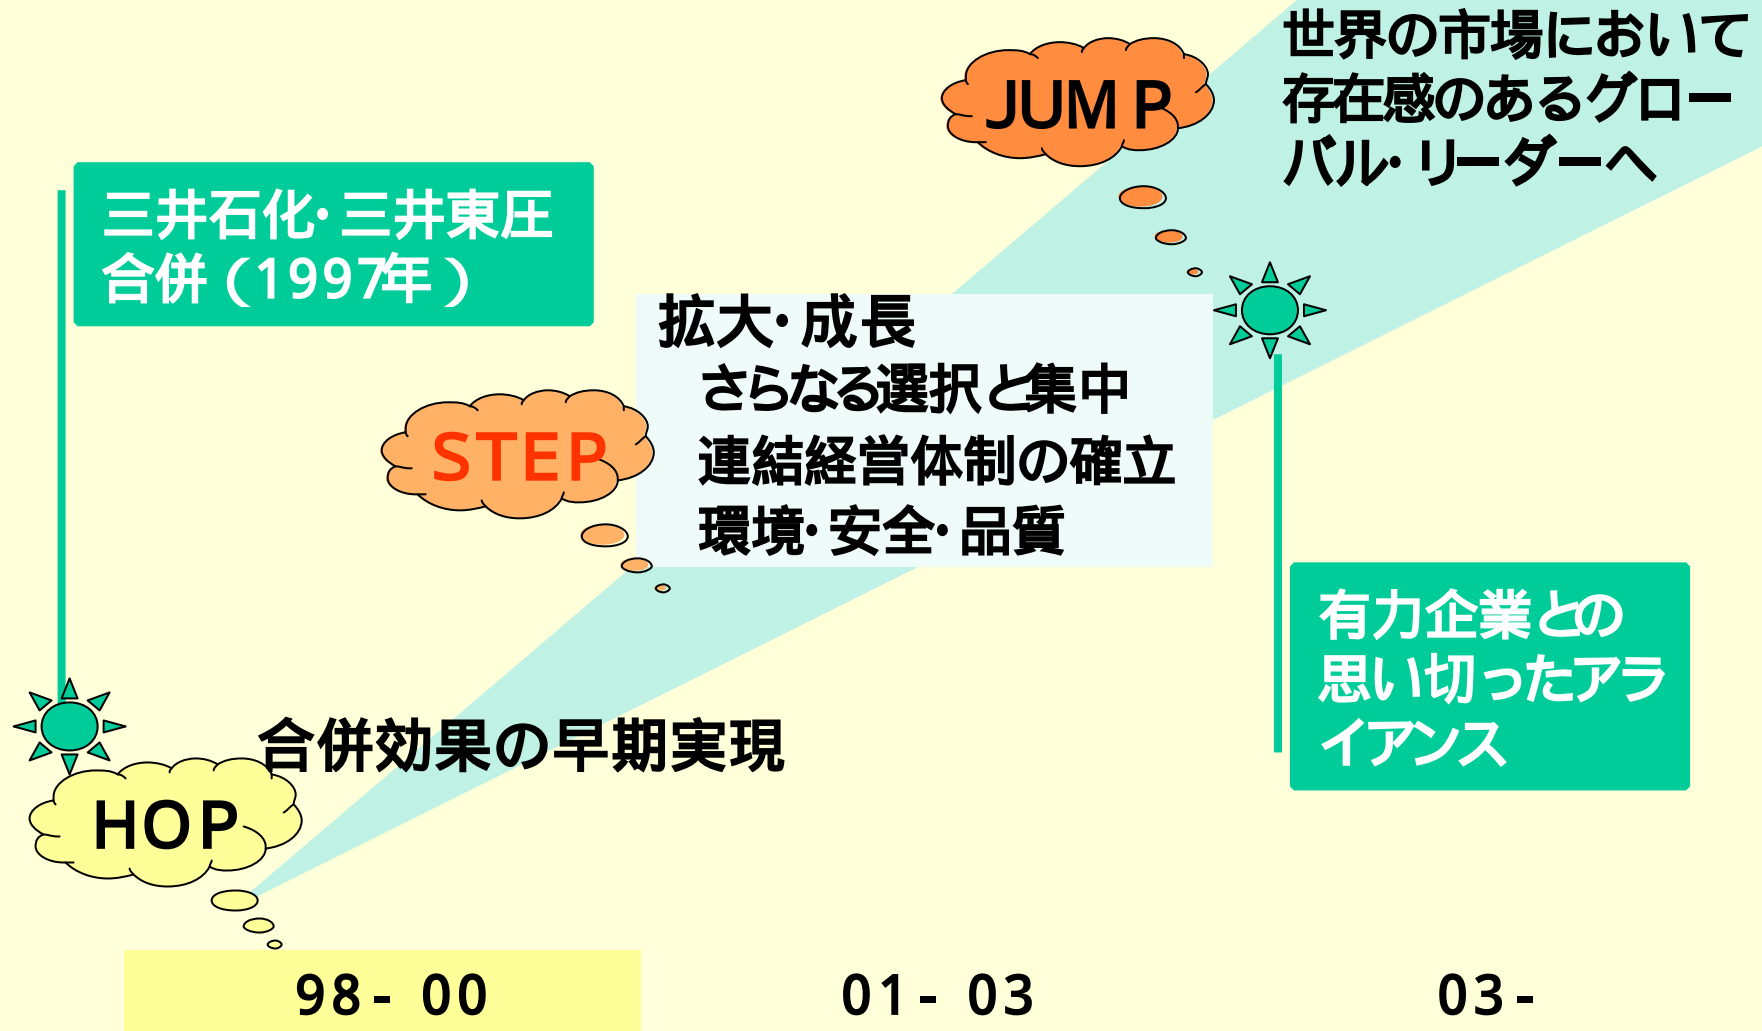 世界の市場において
存在感のあるグロー
バル・リーダーへ
JUMP
三井石化・三井東圧
合併（1997年）
拡大・成長
さらなる選択と集中
連結経営体制の確立
環境・安全・品質
STEP
有力企業との
思い切ったアラ
イアンス
合併効果の早期実現
HOP
98- 00
01- 03
03-